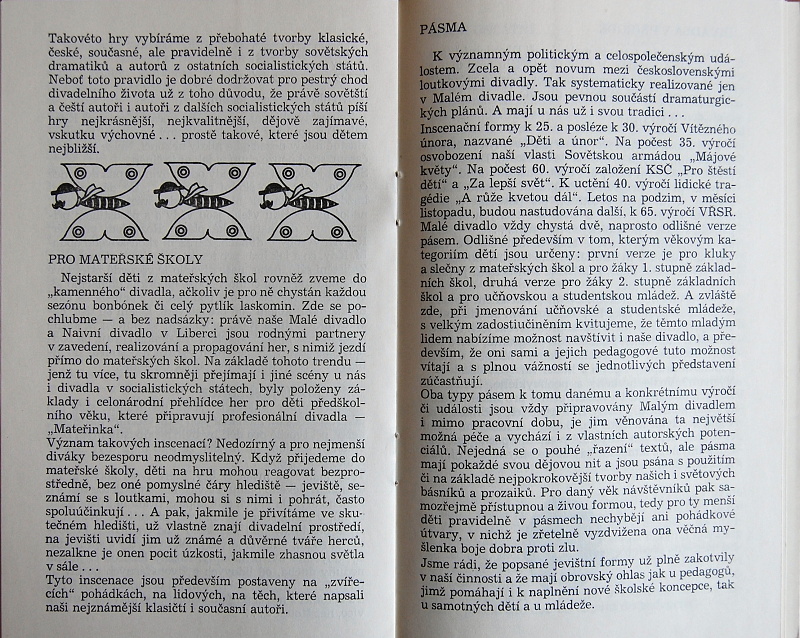 Takovéto hry vybíráme z přebohaté tvorby klasické,
české, současné, ale pravidelně i z tvorby sovětských
dramatiků a autorů z ostatních socialistických států.
Neboť toto pravidlo je dobré dodržovat pro pestrý chod
divadelního života už z toho důvodu, že právě sovětští
a čeští autoři i autoři z dalších socialistických států píší
hry nejkrásnější, nejkvalitnější, dějově zajímavé,
vskutku výchovné . . . prostě takové, které jsou dětem
nejbližší.
PRO MATEŘSKÉ ŠKOLY
Nejstarší děti z mateřských škol rovněž zveme do
„kamenného“ divadla, ačkoliv je pro ně chystán každou
sezónu bonbónek či celý pytlík laskomin. Zde se po-
chlubme — a bez nadsázky: právě naše Malé divadlo
a Naivní divadlo v Liberci jsou rodnými partnery
v zavedení, realizování a propagování her, s nimiž jezdí
přímo do mateřských škol. Na základě tohoto trendu —
jenž tu více, tu skromněji přejímají i jiné scény u nás
i divadla v socialistických státech, byly položeny zá-
klady i celonárodní přehlídce her pro děti předškol-
ního věku, které připravují profesionální divadla —
„Mateřinka“.
Význam takových inscenací? Nedozírný a pro nejmenší
diváky bezesporu neodmyslitelný. Když přijedeme do
mateřské školy, děti na hru mohou reagovat bezpro-
středně, bez oné pomyslné čáry hlediště — jeviště, se-
známí se s loutkami, mohou si s nimi i pohrát, často
spoluúčinkují . . . A pak, jakmile je přivítáme ve sku-
tečném hledišti, už vlastně znají divadelní prostředí,
na jevišti uvidí jim už známé a důvěrné tváře herců,
nezalkne je onen pocit úzkosti, jakmile zhasnou světla
v sále . . .
Tyto inscenace jsou především postaveny na „zvíře-
cích“ pohádkách, na lidových, na těch, které napsali
naši nejznámější klasičtí i současní autoři.
PÁSMA
K významným politickým a celospolečenským udá-
lostem. Zcela a opět novum mezi československými
loutkovými divadly. Tak systematicky realizované jen
v Malém divadle. Jsou pevnou součástí dramaturgic-
kých plánů. A mají u nás už i svou tradici . . .
Inscenační formy k 25. a posléze k 30. výročí Vítězného
února, nazvané „Děti a únor“. Na počest 35. výročí
osvobození naší vlasti Sovětskou armádou „Májové
květy“. Na počest 60. výročí založení KSČ „Pro štěstí
dětí“ a „Za lepší svět“. K uctění 40. výročí lidické tra-
gédie „A růže kvetou dál“. Letos na podzim, v měsíci
listopadu, budou nastudována další, k 65. výročí VŘSR.
Malé divadlo vždy chystá dvě, naprosto odlišné verze
pásem. Odlišné především v tom, kterým věkovým ka-
tegoriím dětí jsou určeny: první verze je pro kluky
a slečny z mateřských škol a pro žáky 1. stupně základ-
ních škol, druhá verze pro žáky 2. stupně základních
škol a pro učňovskou a studentskou mládež. A zvláště
zde, při jmenování učňovské a studentské mládeže,
s velkým zadostiučiněním kvitujeme, že těmto mladým
lidem nabízíme možnost navštívit i naše divadlo, a pře-
devším, že oni sami a jejich pedagogové tuto možnost
vítají a s plnou vážností se jednotlivých představení
zúčastňují.
Oba typy pásem k tomu danému a konkrétnímu výročí
či události jsou vždy připravovány Malým divadlem
i mimo pracovní dobu, je jim věnována ta největší
možná péče a vychází i z vlastních autorských poten-
ciálů. Nejedná se o pouhé „řazení“ textů, ale pásma
mají pokaždé svou dějovou nit a jsou psána s použitím
či na základě nejpokrokovější tvorby našich i světových
básníků a prozaiků. Pro daný věk návštěvníků pak sa-
mozřejmě přístupnou a živou formou, tedy pro ty menší
děti pravidelně v pásmech nechybějí ani pohádkové
útvary, v nichž je zřetelně vyzdvižena ona věčná my-
šlenka boje dobra proti zlu.
Jsme rádi, že popsané jevištní formy už plně zakotvily
v naší činnosti a že mají obrovský ohlas jak u pedagogů,
jimž pomáhají i k naplnění nové školské koncepce, tak
u samotných dětí a u mládeže.